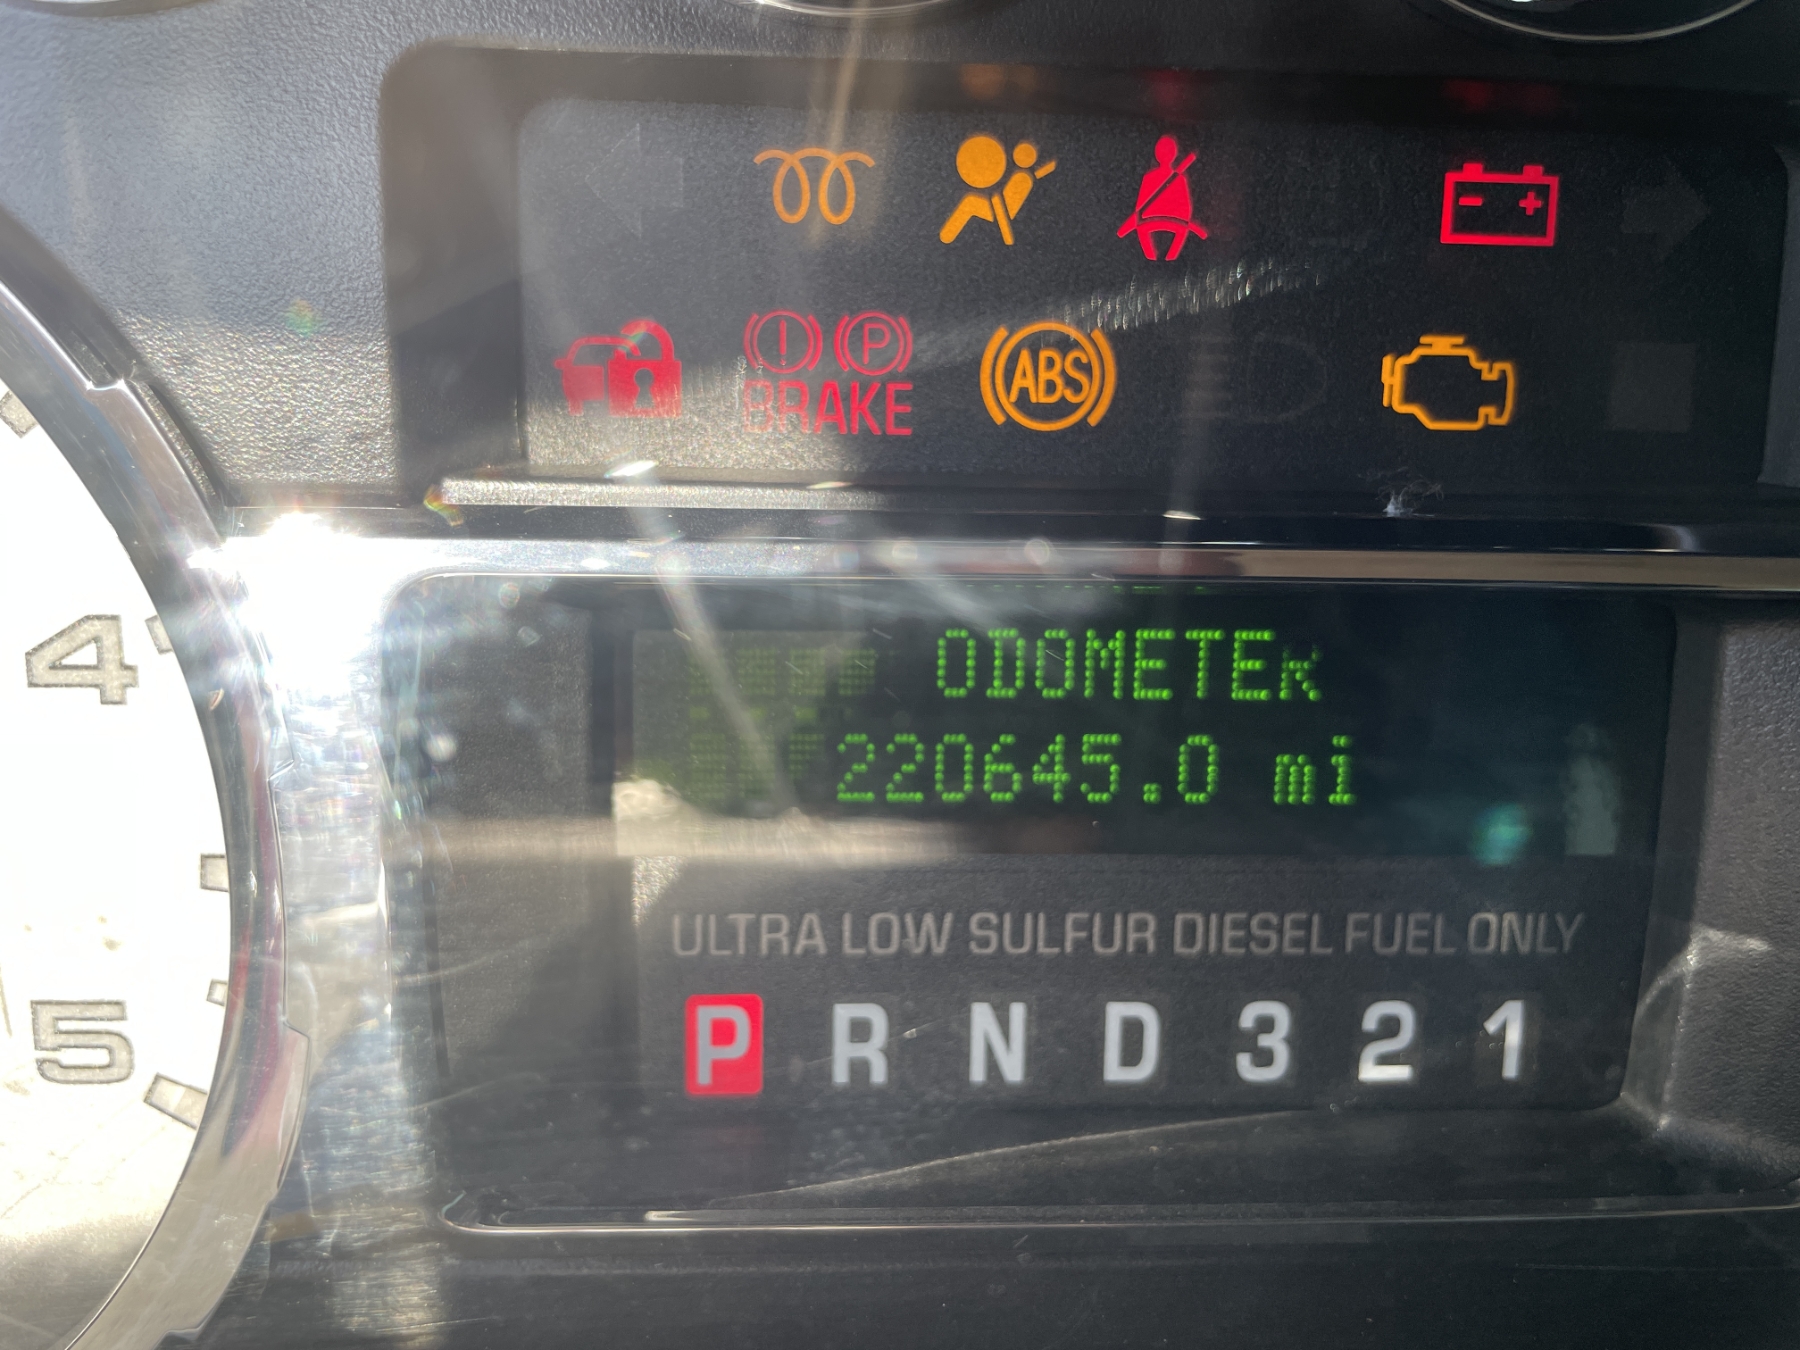 ! P
BRAKE
ABS
ODOMETER
220645.0 mi
4
ULTRA LOW SULFUR DIESEL FUEL ONLY
5
P R N D 3 2 1